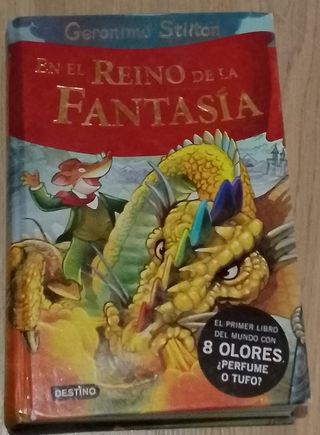 Geronimo Stilton
EN EL REINO DE LA
FANTASÍA
EL PRIMER LIBRO
DEL MUNDO CON
8 OLORES.
¿PERFUME
O TUFO?
DESTINO